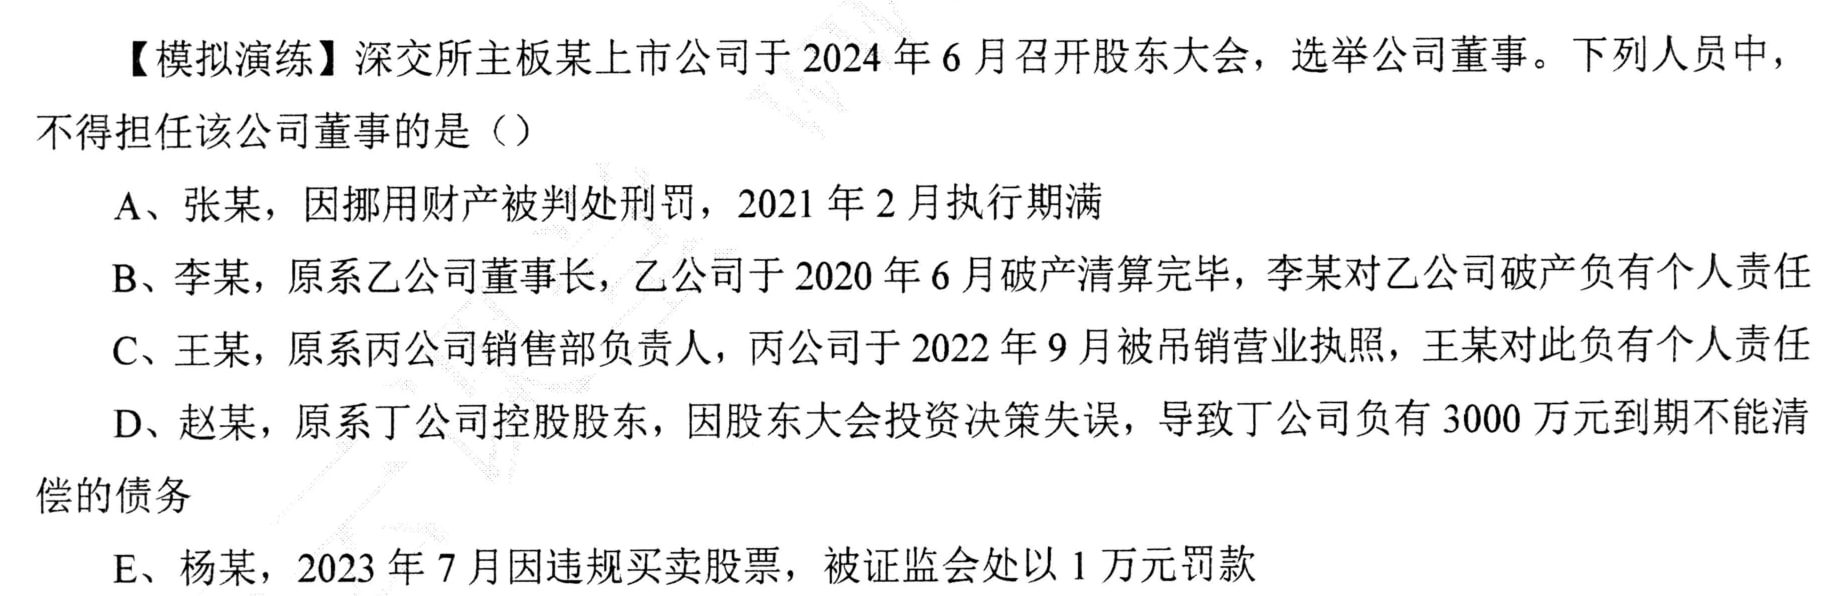 【模拟演练】深交所主板某上市公司于 2024 年 6 月召开股东大会，选举公司董事。下列人员中，
不得担任该公司董事的是（）
A、张某，因挪用财产被判处刑罚，2021 年 2 月执行期满
B、李某，原系乙公司董事长，乙公司于 2020 年 6 月破产清算完毕，李某对乙公司破产负有个人责任
C、王某，原系丙公司销售部负责人，丙公司于 2022 年 9 月被吊销营业执照，王某对此负有个人责任
D、赵某，原系丁公司控股股东，因股东大会投资决策失误，导致丁公司负有 3000 万元到期不能清
偿的债务
E、杨某，2023 年 7 月因违规买卖股票，被证监会处以 1 万元罚款